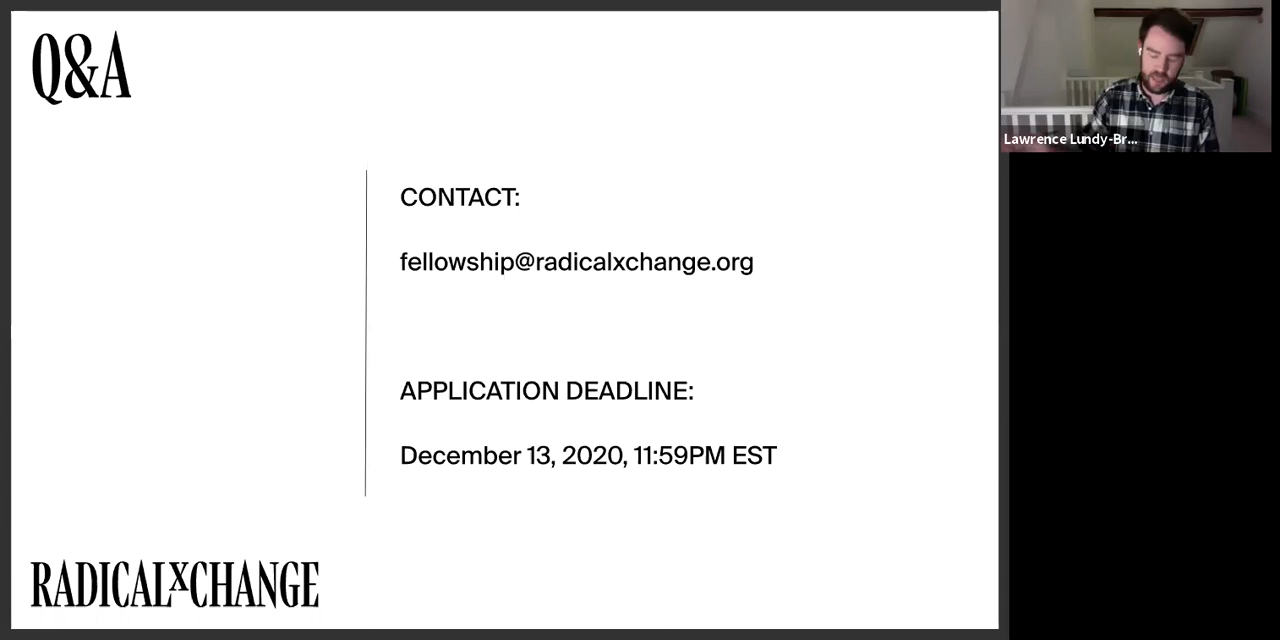 Q&A
Lawrence Lundy-Br...
CONTACT:
fellowship@radicalxchange.org
APPLICATION DEADLINE:
December 13, 2020, 11:59PM EST
RADICALXCHANGE